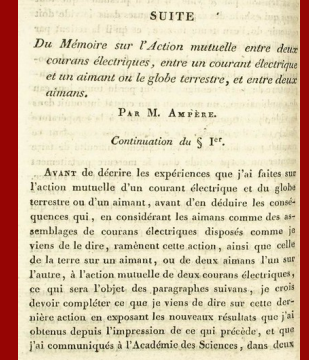 SUITE
Du Mémoire sur l'Action mutuelle entre deux
courans électriques, entre un courant électrique
et un aimant ou le globe terrestre, et entre deux
aimans.
PAR M. AMPÈRE.
Continuation du § Ier.
AVANT de décrire les expériences que j'ai faites sur
l'action mutuelle d'un courant électrique et du globe
terrestre ou d'un aimant, avant d'en déduire les consé-
quences qui, en considérant les aimans comme des as-
semblages de courans électriques disposés comme je
viens de le dire, ramènent cette action, ainsi que celle
de la terre sur un aimant, ou de deux aimans l'un sur
l'autre, à l'action mutuelle de deux courans électriques,
ce qui sera l'objet des paragraphes suivans, je crois
devoir compléter ce que je viens de dire sur cette der-
nière action en exposant les nouveaux résultats que j'ai
obtenus depuis l'impression de ce qui précède, et que
j'ai communiqués à l'Académie des Sciences, dans deux